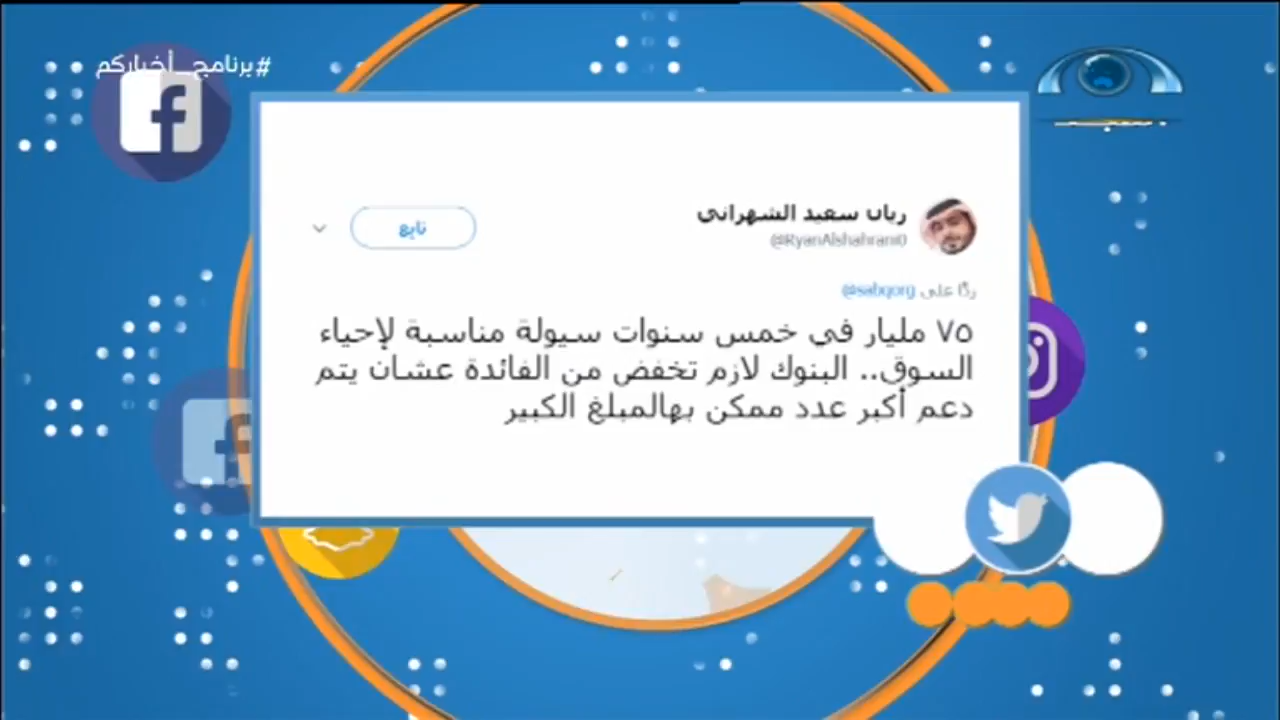 #برنامج_أخباركم
ريان سعيد الشهراني
@RyanAlshahrani0
تابع
ردًا على @sabqorg
٧٥ مليار في خمس سنوات سيولة مناسبة لإحياء
السوق.. البنوك لازم تخفض من الفائدة عشان يتم
دعم أكبر عدد ممكن بهالمبلغ الكبير